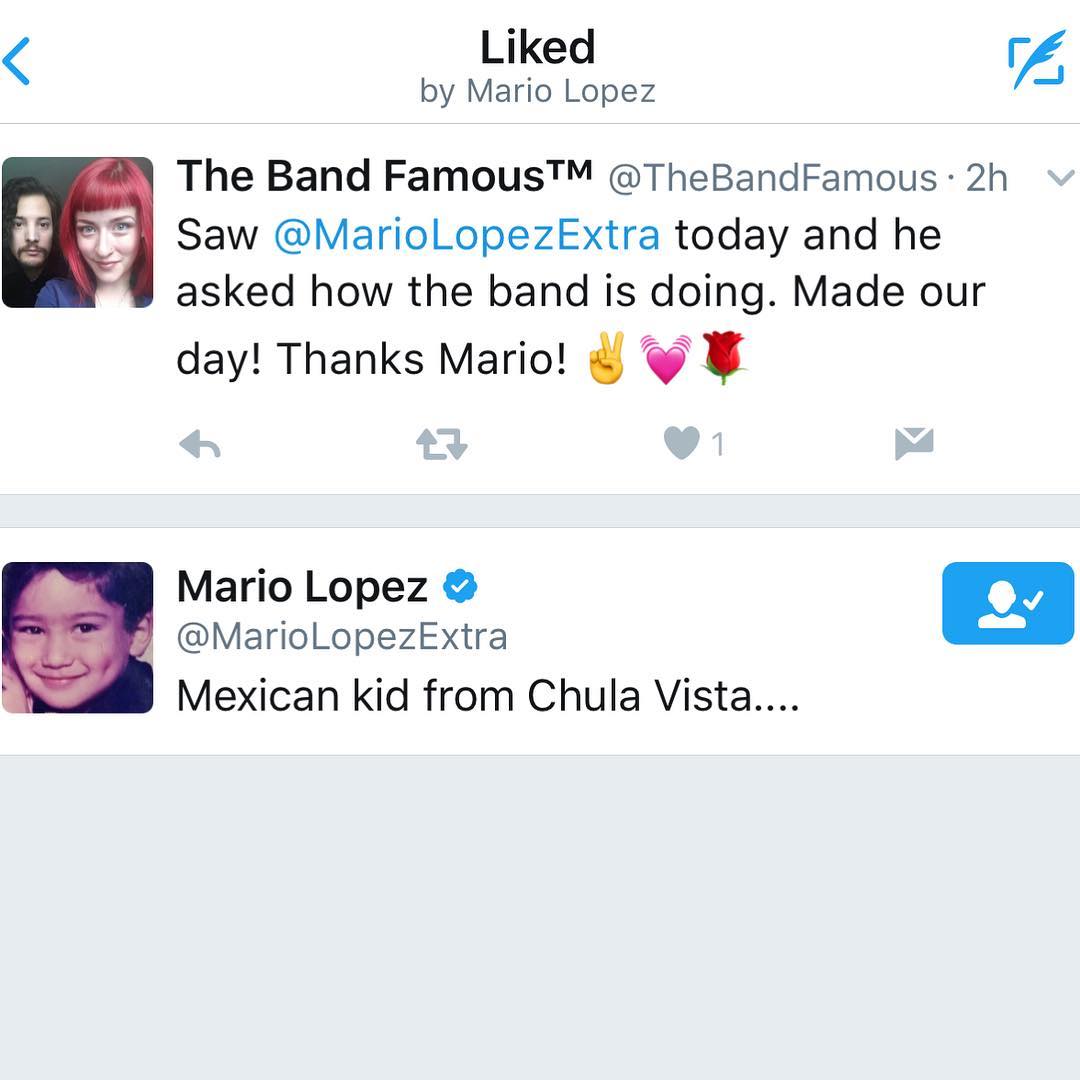 Liked
by Mario Lopez
The Band Famous™ @TheBandFamous · 2h
Saw @MarioLopezExtra today and he
asked how the band is doing. Made our
day! Thanks Mario! ✌️💓🌹
1
Mario Lopez
@MarioLopezExtra
Mexican kid from Chula Vista....